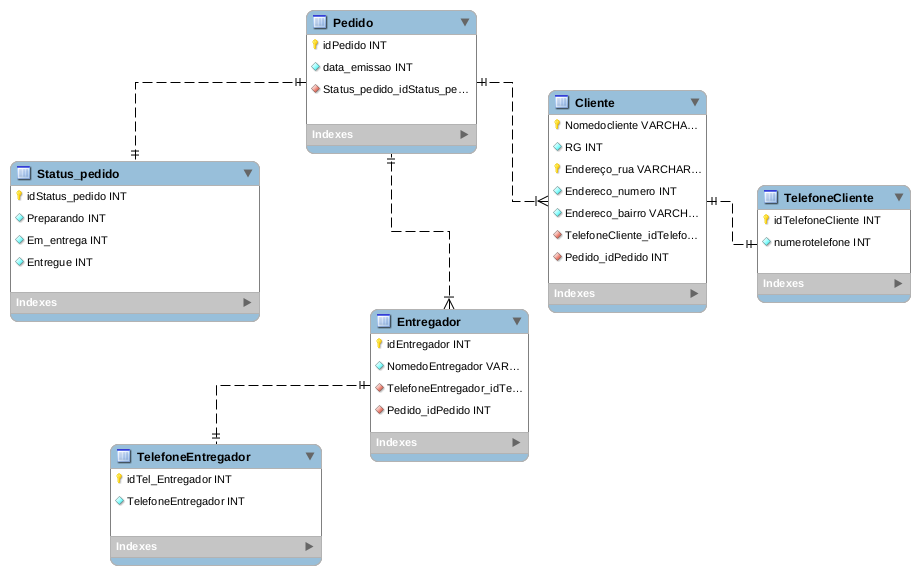 Pedido
idPedido INT
data_emissao INT
Status_pedido_idStatus_pe...
Indexes
Cliente
Nomedocliente VARCHA...
RG INT
Endereço_rua VARCHAR...
Endereco_numero INT
Endereco_bairro VARCH...
TelefoneCliente_idTelefo...
Pedido_idPedido INT
Indexes
Status_pedido
idStatus_pedido INT
Preparando INT
Em_entrega INT
Entregue INT
Indexes
TelefoneCliente
idTelefoneCliente INT
numerotelefone INT
Indexes
Entregador
idEntregador INT
NomedoEntregador VAR...
TelefoneEntregador_idTe...
Pedido_idPedido INT
Indexes
TelefoneEntregador
idTel_Entregador INT
TelefoneEntregador INT
Indexes